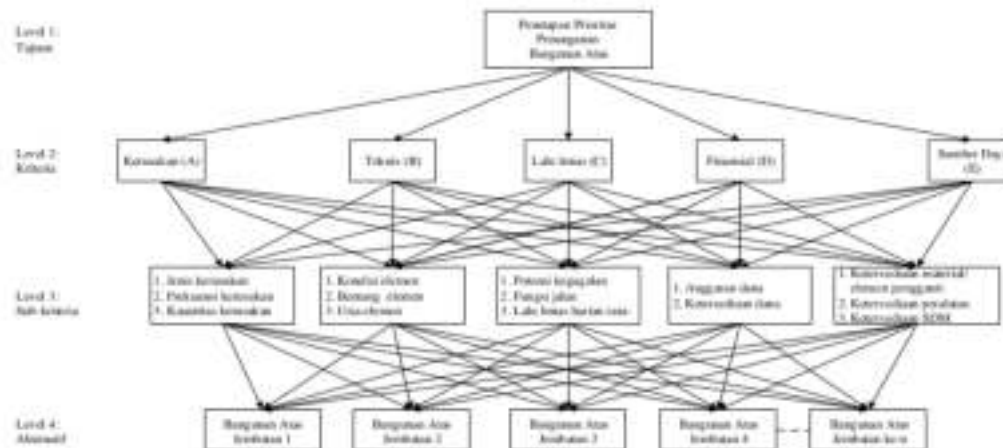 Level 1:
Tujuan
Penetapan Prioritas
Penanganan
Bangunan Atas
Level 2:
Kriteria
Kerusakan (A)
Teknis (B)
Lalu lintas (C)
Finansial (D)
Sumber Daya
(E)
Level 3:
Sub kriteria
1. Jenis kerusakan
2. kerusakan
3. Kuantitas kerusakan
1. Kondisi elemen
2. Bentang elemen
3. Usia elemen
1. Potensi kegagalan
2. Fungsi jalan
3. Lalu lintas harian rata-
1. Anggaran dana
2. Ketersediaan dana
1. Ketersediaan material/
elemen pengganti
2. Ketersediaan peralatan
3. Ketersediaan SDM
Level 4:
Alternatif
Bangunan Atas
Jembatan 1
Bangunan Atas
Jembatan 2
Bangunan Atas
Jembatan 3
Bangunan Atas
Jembatan 4
Bangunan Atas
Jembatan ke-n